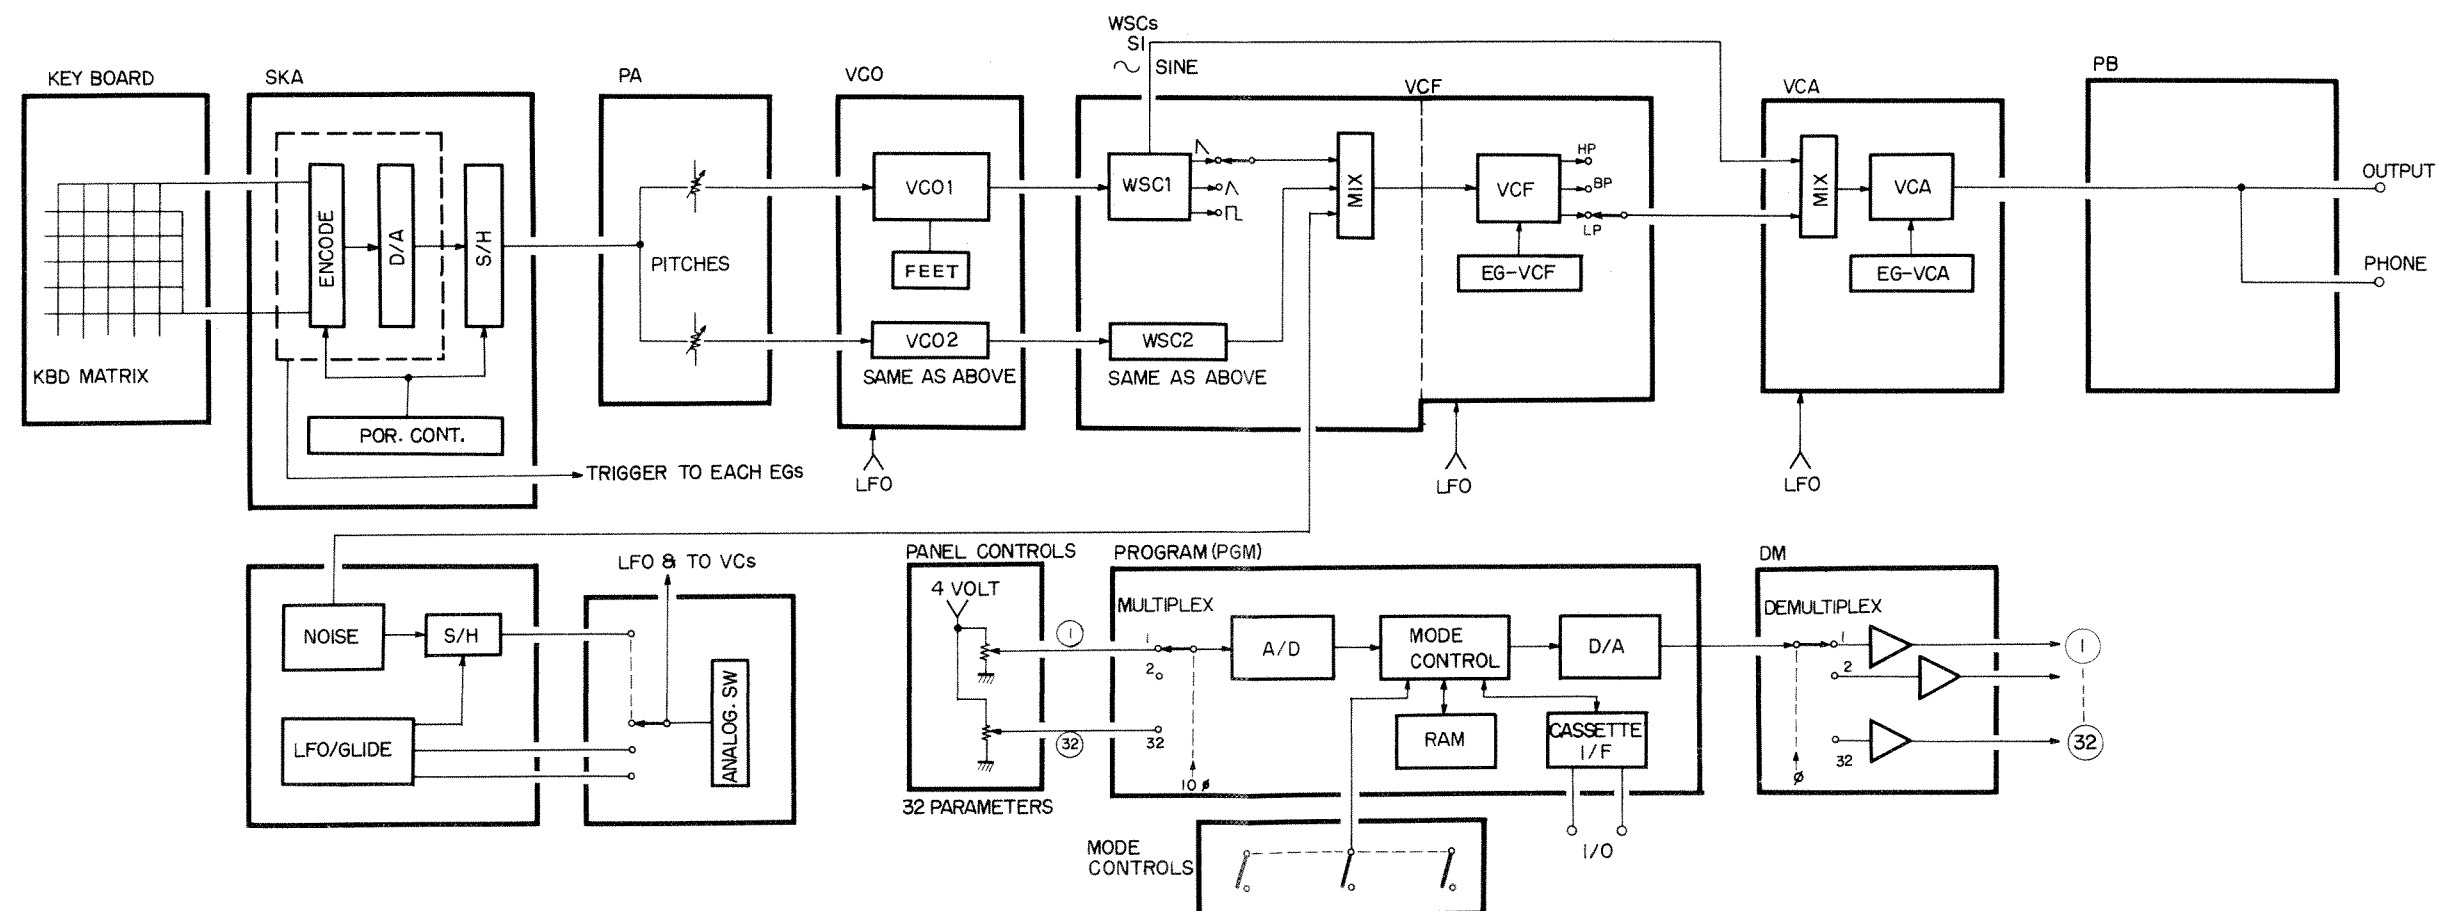 WSCs
SI
SINE
KEY BOARD
SKA
PA
VCO
VCF
VCA
PB
ENCODE
D/A
S/H
PITCHES
VCO1
FEET
VCO2
SAME AS ABOVE
WSC1
WSC2
SAME AS ABOVE
MIX
VCF
HP
BP
LP
EG-VCF
MIX
VCA
EG-VCA
OUTPUT
PHONE
KBD MATRIX
POR. CONT.
TRIGGER TO EACH EGs
LFO
LFO
LFO
NOISE
S/H
LFO/GLIDE
LFO & TO VCs
ANALOG. SW
PANEL CONTROLS
4 VOLT
1
32
32 PARAMETERS
PROGRAM (PGM)
MULTIPLEX
1
2
32
10 ø
A/D
MODE
CONTROL
D/A
RAM
CASSETTE
I/F
I/O
MODE
CONTROLS
DM
DEMULTIPLEX
1
2
32
ø
1
32